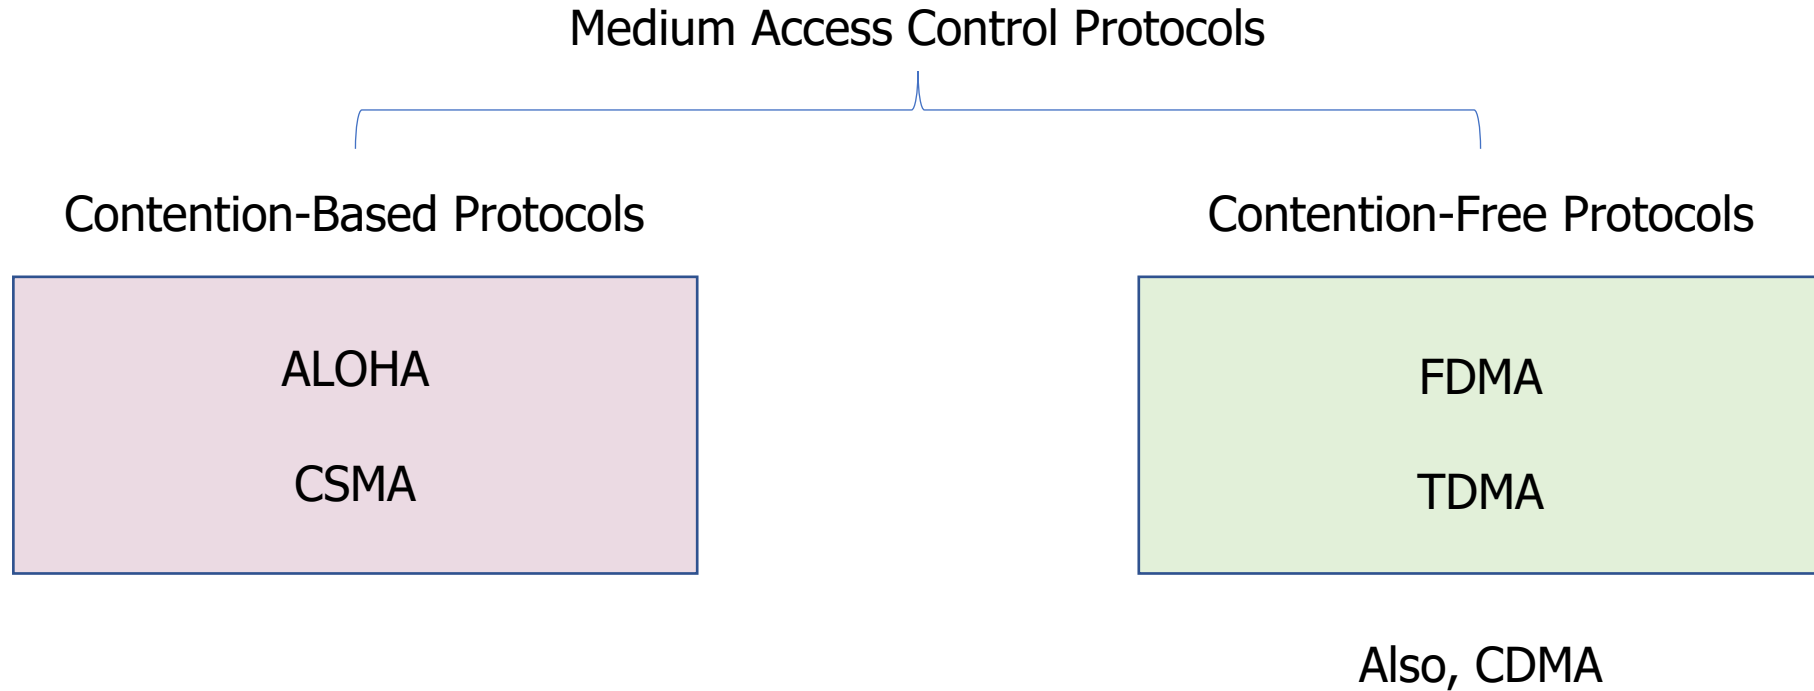 Medium Access Control Protocols
Contention-Based Protocols
ALOHA
CSMA
Contention-Free Protocols
FDMA
TDMA
Also, CDMA